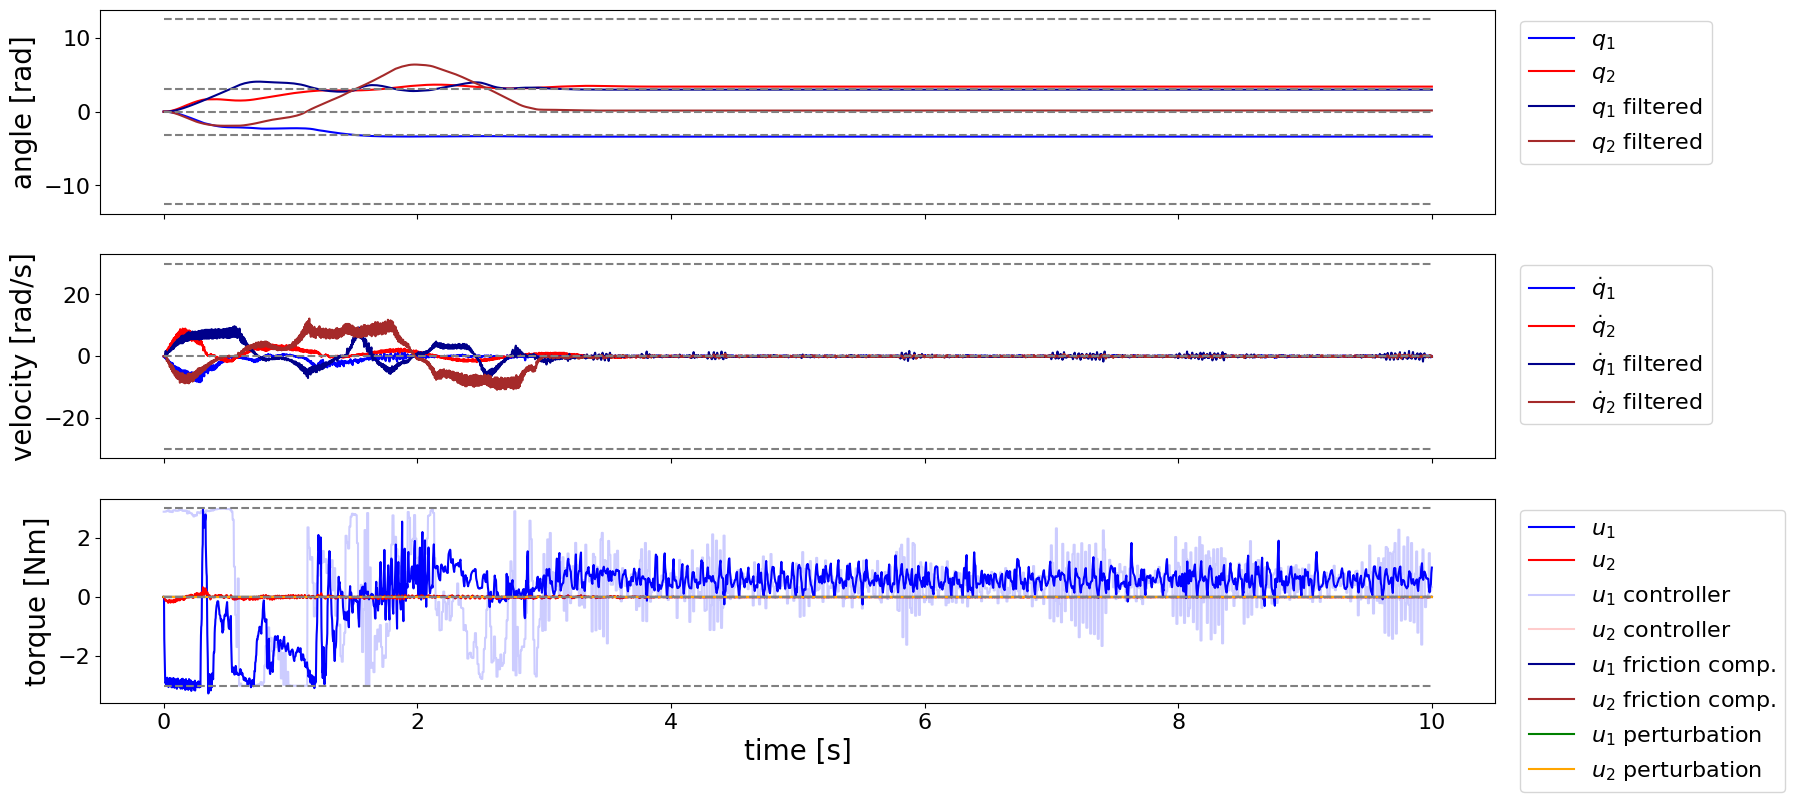 angle [rad]
10
0
−10
q₁
q₂
q₁ filtered
q₂ filtered
velocity [rad/s]
20
0
−20
q̇₁
q̇₂
q̇₁ filtered
q̇₂ filtered
torque [Nm]
2
0
−2
0 2 4 6 8 10
time [s]
u₁
u₂
u₁ controller
u₂ controller
u₁ friction comp.
u₂ friction comp.
u₁ perturbation
u₂ perturbation